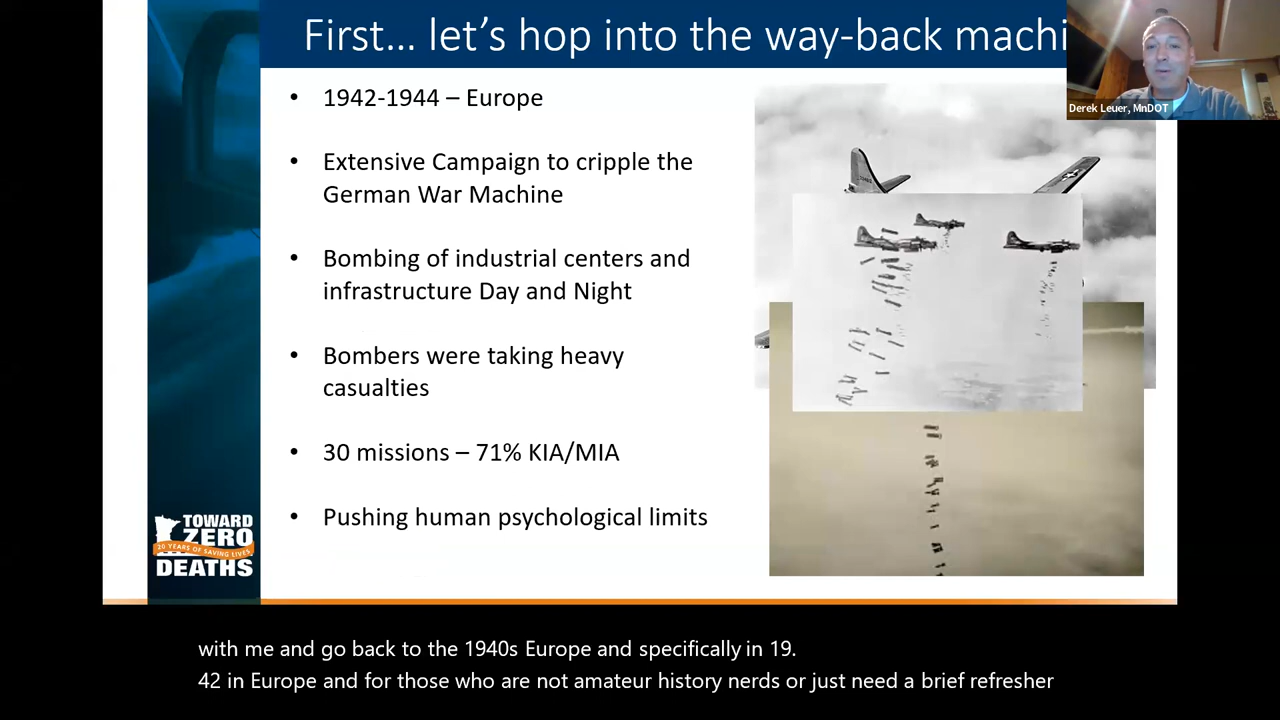 First... let's hop into the way-back machi
Derek Leuer, MnDOT
• 1942-1944 – Europe
• Extensive Campaign to cripple the
German War Machine
• Bombing of industrial centers and
infrastructure Day and Night
• Bombers were taking heavy
casualties
• 30 missions – 71% KIA/MIA
• Pushing human psychological limits
TOWARD
ZERO
20 YEARS OF SAVING LIVES
DEATHS
with me and go back to the 1940s Europe and specifically in 19.
42 in Europe and for those who are not amateur history nerds or just need a brief refresher